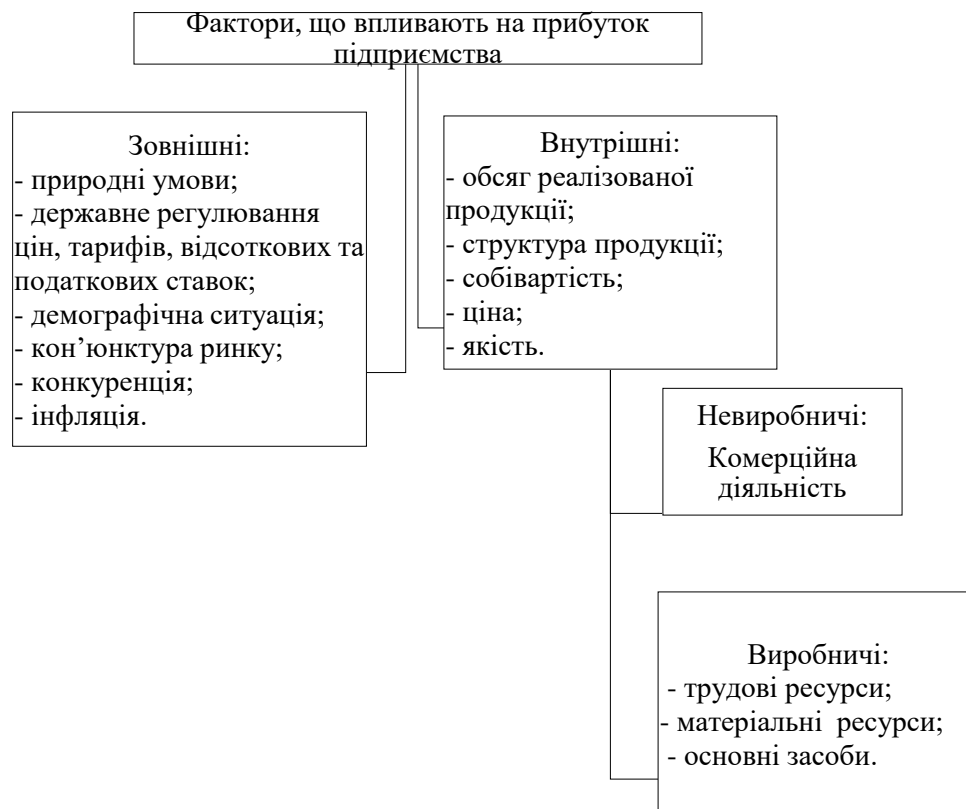 Фактори, що впливають на прибуток
підприємства
Зовнішні:
- природні умови;
- державне регулювання
цін, тарифів, відсоткових та
податкових ставок;
- демографічна ситуація;
- кон’юнктура ринку;
- конкуренція;
- інфляція.
Внутрішні:
- обсяг реалізованої
продукції;
- структура продукції;
- собівартість;
- ціна;
- якість.
Невиробничі:
Комерційна
діяльність
Виробничі:
- трудові ресурси;
- матеріальні ресурси;
- основні засоби.